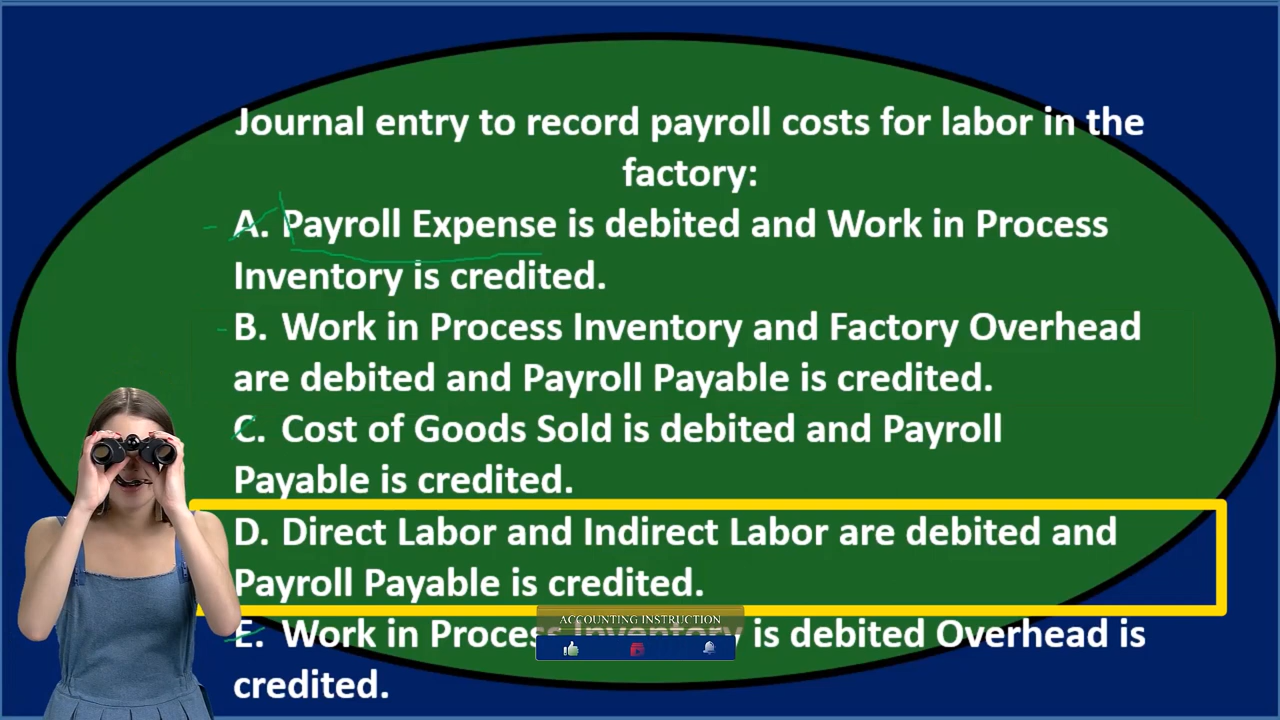 Journal entry to record payroll costs for labor in the
factory:
A. Payroll Expense is debited and Work in Process
Inventory is credited.
B. Work in Process Inventory and Factory Overhead
are debited and Payroll Payable is credited.
C. Cost of Goods Sold is debited and Payroll
Payable is credited.
D. Direct Labor and Indirect Labor are debited and
Payroll Payable is credited.
ACCOUNTING INSTRUCTION
E. Work in Process Inventory is debited Overhead is
credited.